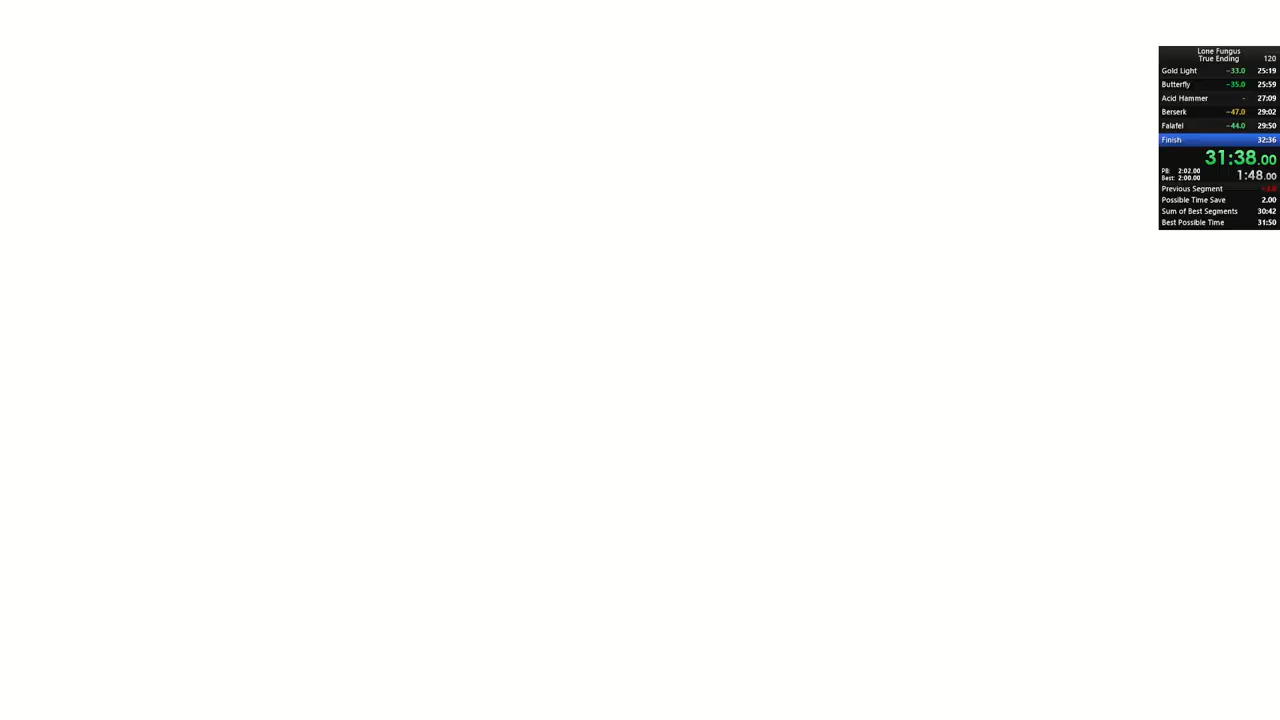 Lone Fungus
True Ending 120
Gold Light -33.0 25:19
Butterfly -35.0 25:59
Acid Hammer - 27:09
Berserk -47.0 29:02
Falafel -44.0 29:50
Finish 32:36
31:38.00
PB: 2:02.00
Best: 2:00.00
1:48.00
Previous Segment +3.0
Possible Time Save 2.00
Sum of Best Segments 30:42
Best Possible Time 31:50